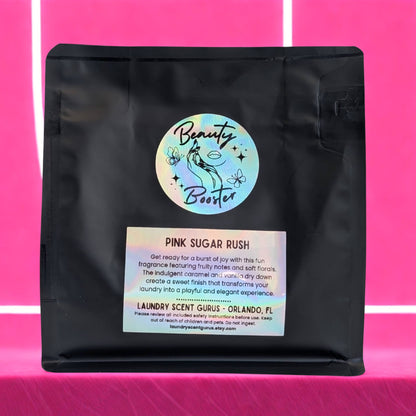 Beauty
Booster
PINK SUGAR RUSH
Get ready for a burst of joy with this fun
fragrance featuring fruity notes and soft florals.
The indulgent caramel and vanilla dry down
create a sweet finish that transforms your
laundry into a playful and elegant experience.
LAUNDRY SCENT GURUS - ORLANDO, FL
Please review all included safety instructions before use. Keep
out of reach of children and pets. Do not ingest.
laundryscentgurus.etsy.com